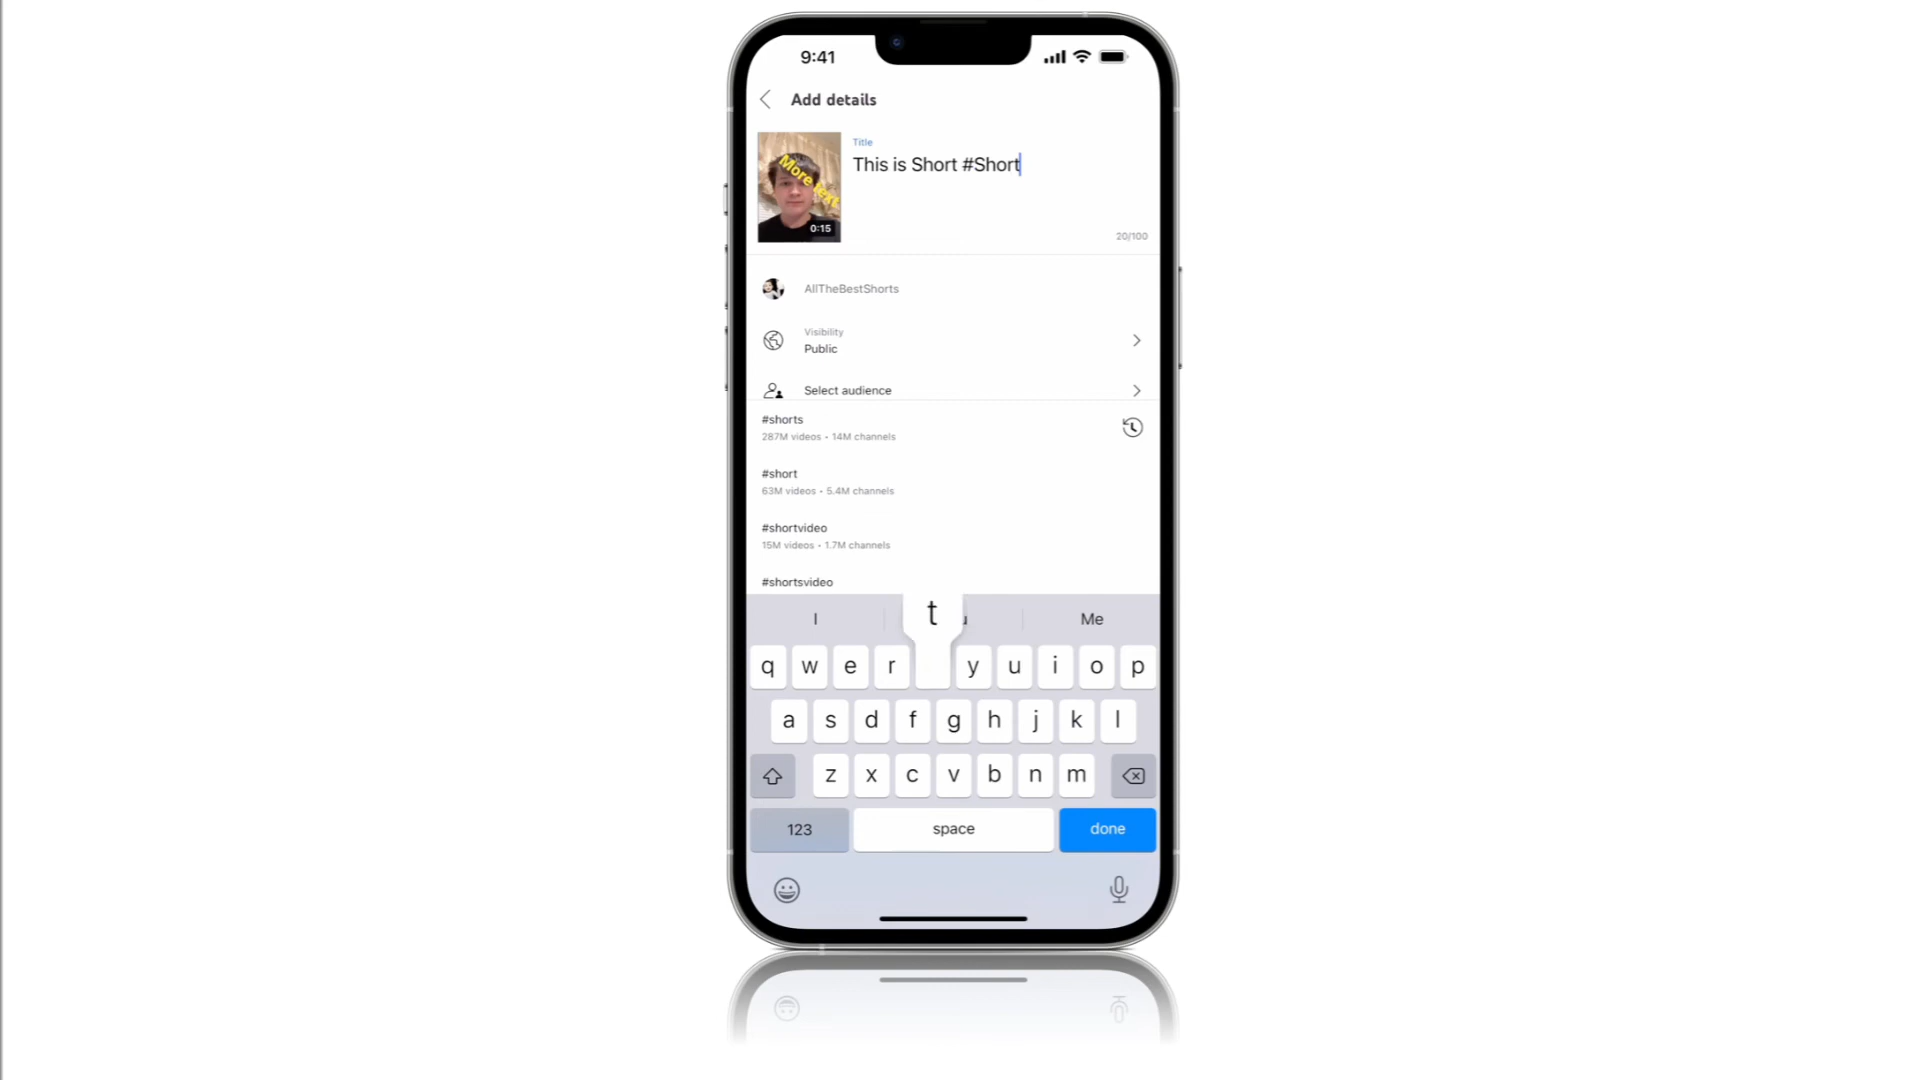 9:41
Add details
Title
This is Short #Short
More text
0:15
20/100
AllTheBestShorts
Visibility
Public
Select audience
#shorts
287M videos • 14M channels
#short
63M videos • 5.4M channels
#shortvideo
15M videos • 1.7M channels
#shortsvideo
I
Me
t
q w e r y u i o p
a s d f g h j k l
z x c v b n m
123 space done